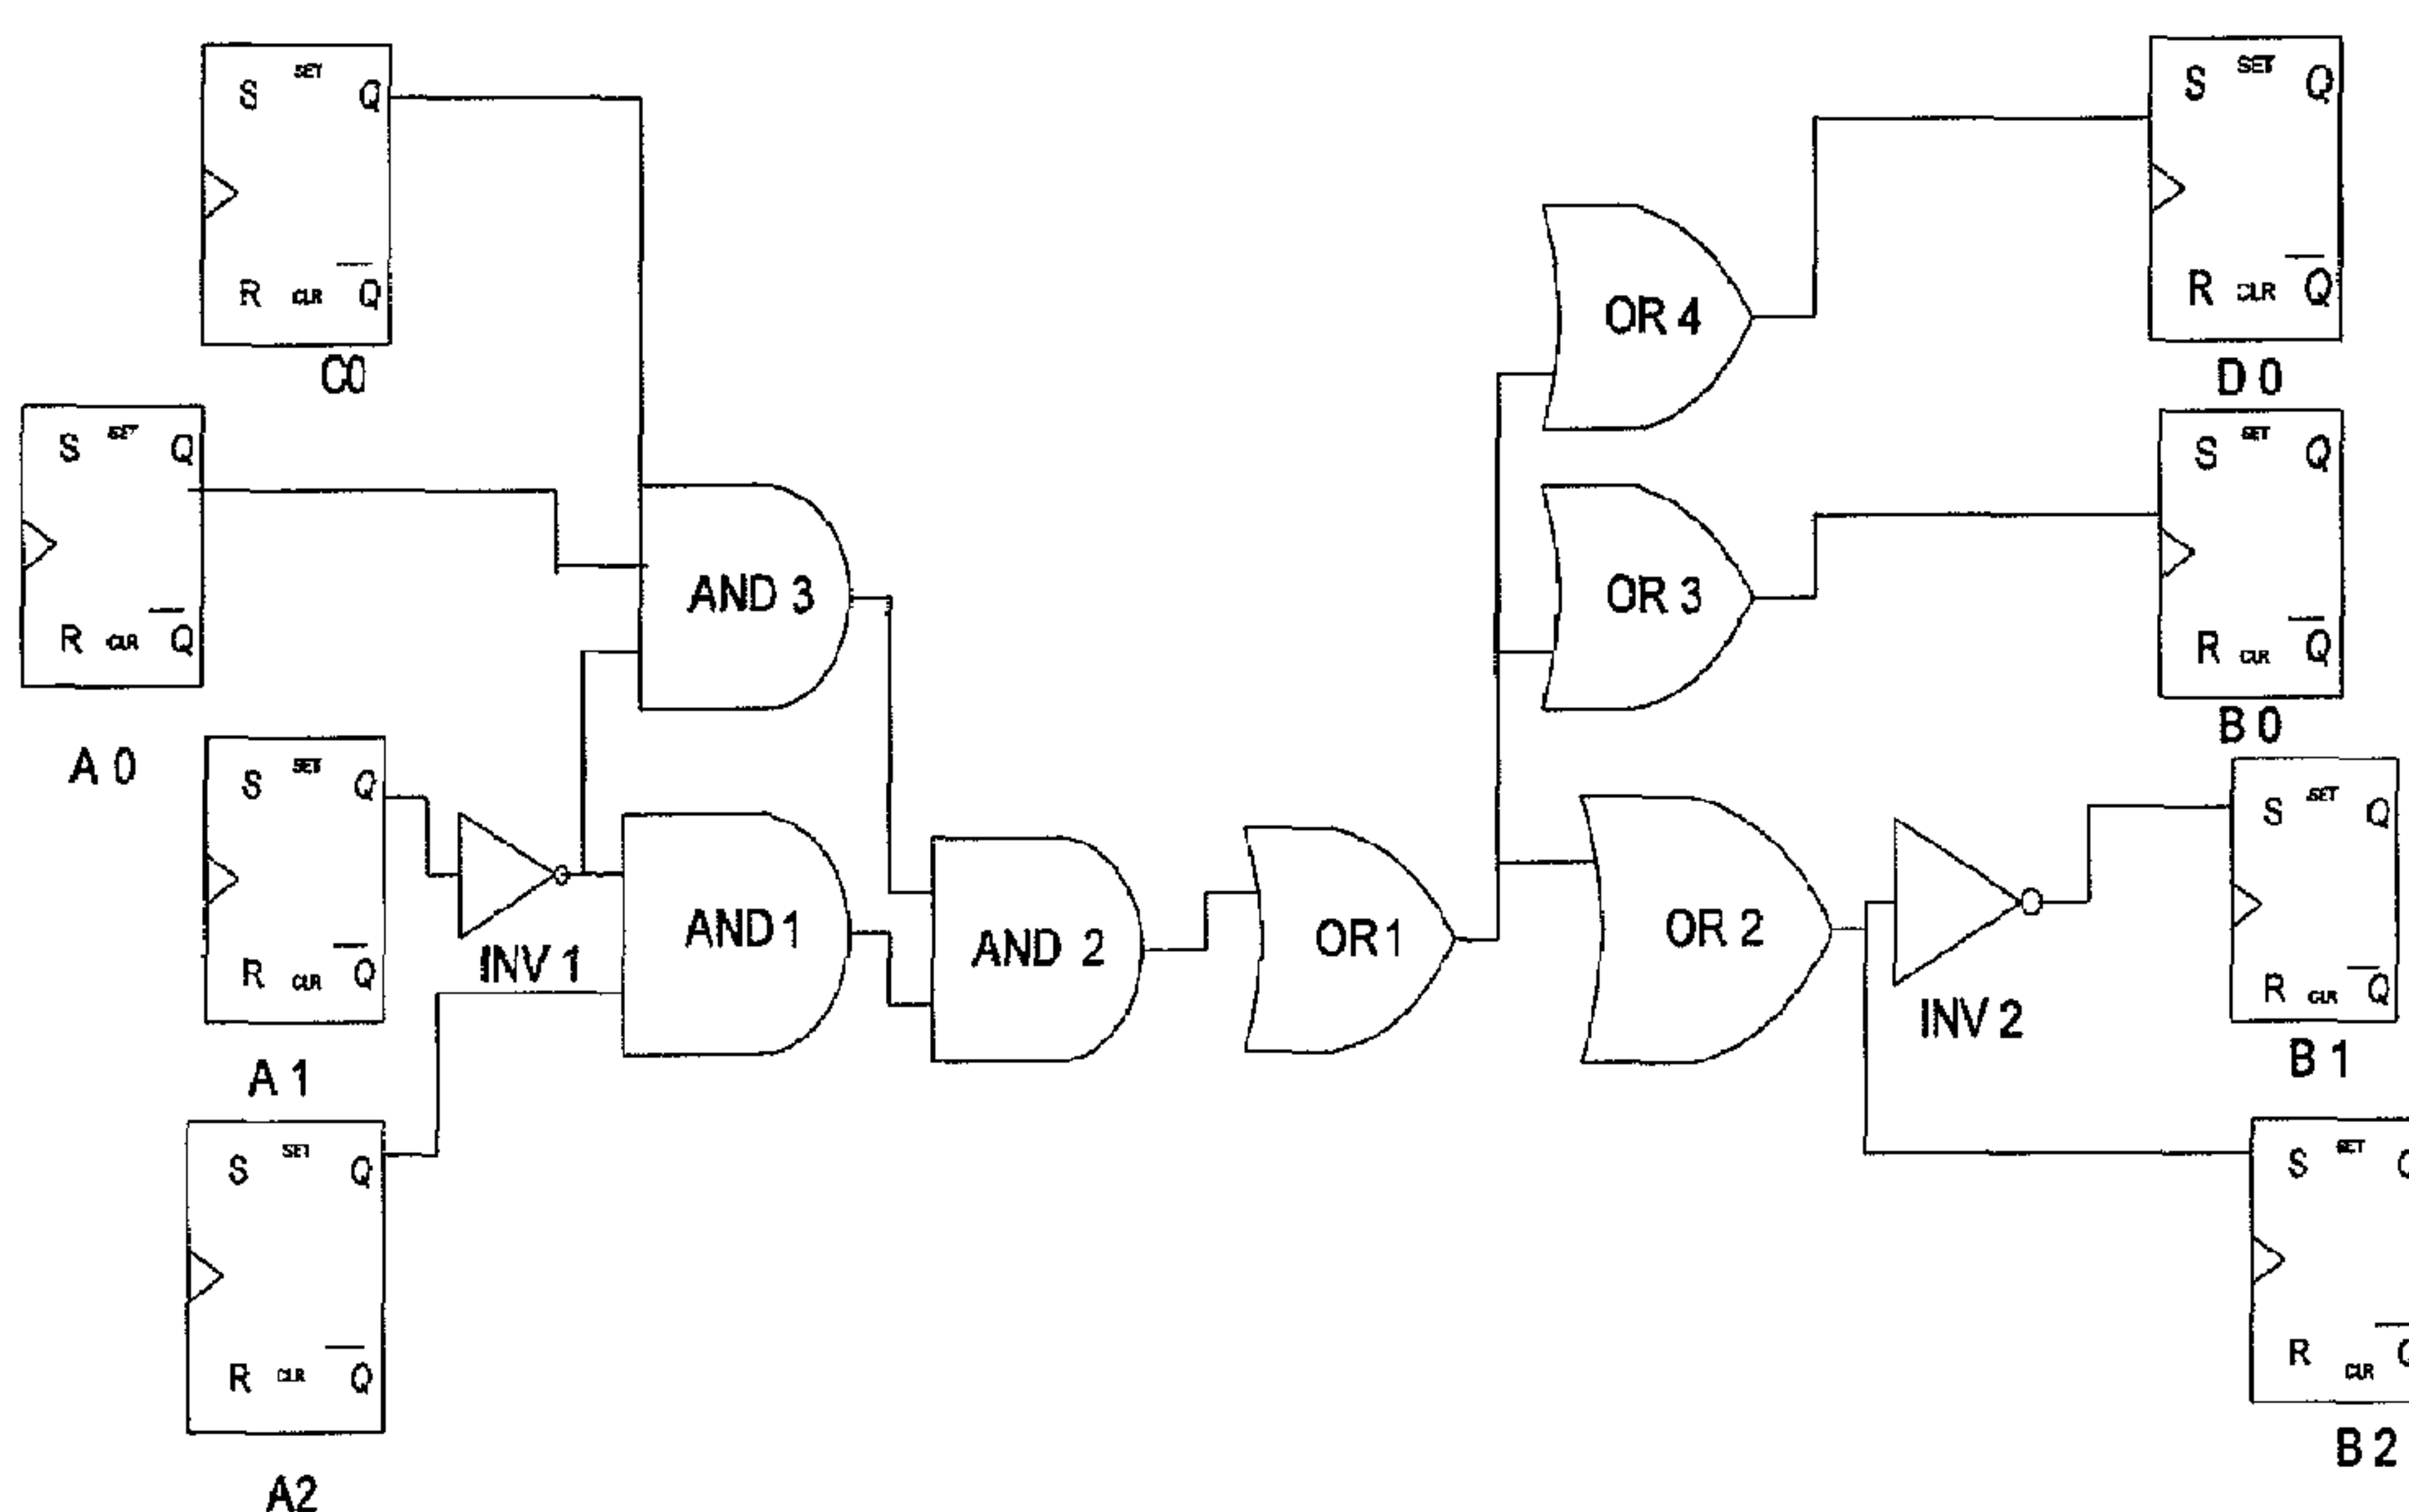 S SET Q
R CLR Q
C0
S SET Q
R CLR Q
A 0
S SET Q
R CLR Q
A 1
S SET Q
R CLR Q
A2
INV 1
AND 3
AND 1
AND 2
OR 1
OR 4
OR 3
OR 2
INV 2
S SET Q
R CLR Q
D 0
S SET Q
R CLR Q
B 0
S SET Q
R CLR Q
B 1
S SET Q
R CLR Q
B 2